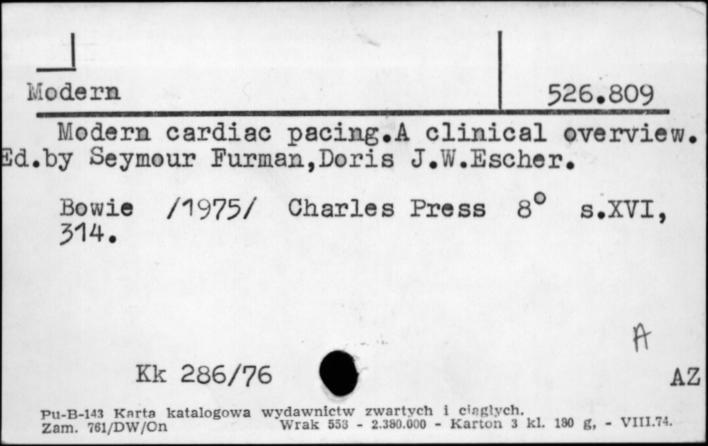 Modern 526.809
Modern cardiac pacing.A clinical overview.
Ed.by Seymour Furman,Doris J.W.Escher.
Bowie /1975/ Charles Press 8° s.XVI,
314.
A
Kk 286/76 AZ
Pu-B-143 Karta katalogowa wydawnictw zwartych i ciągłych.
Zam. 761/DW/On Wrak 553 - 2.380.000 - Karton 3 kl. 180 g, - VIII.74.